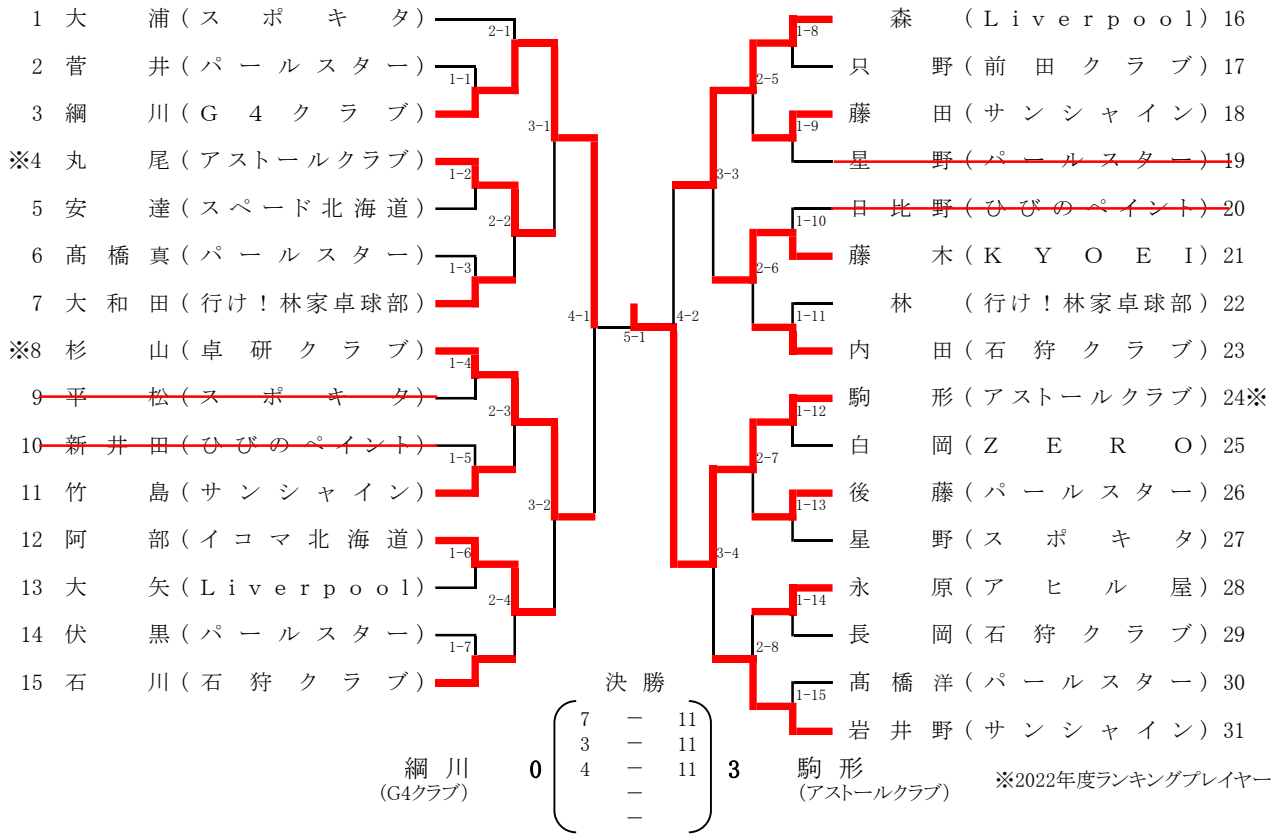 1 大浦(スポキタ)
2 菅井(パールスター)
3 綱川(G4クラブ)
※4 丸尾(アストールクラブ)
5 安達(スペード北海道)
6 髙橋真(パールスター)
7 大和田(行け!林家卓球部)
※8 杉山(卓研クラブ)
9 平松(スポキタ)
10 新井田(ひびのペイント)
11 竹島(サンシャイン)
12 阿部(イコマ北海道)
13 大矢(Liverpool)
14 伏黒(パールスター)
15 石川(石狩クラブ)
2-1
1-1
3-1
1-2
2-2
1-3
4-1
1-4
2-3
1-5
3-2
1-6
2-4
1-7
5-1
森(Liverpool) 16
只野(前田クラブ) 17
藤田(サンシャイン) 18
星野(パールスター) 19
日比野(ひびのペイント) 20
藤木(KYOEI) 21
林(行け!林家卓球部) 22
内田(石狩クラブ) 23
駒形(アストールクラブ) 24※
白岡(ZERO) 25
後藤(パールスター) 26
星野(スポキタ) 27
永原(アヒル屋) 28
長岡(石狩クラブ) 29
髙橋洋(パールスター) 30
岩井野(サンシャイン) 31
1-8
2-5
1-9
3-3
1-10
2-6
1-11
4-2
1-12
2-7
1-13
3-4
1-14
2-8
1-15
決勝
7 － 11
3 － 11
4 － 11
－
－
綱川 0
(G4クラブ)
3 駒形
(アストールクラブ)
※2022年度ランキングプレイヤー